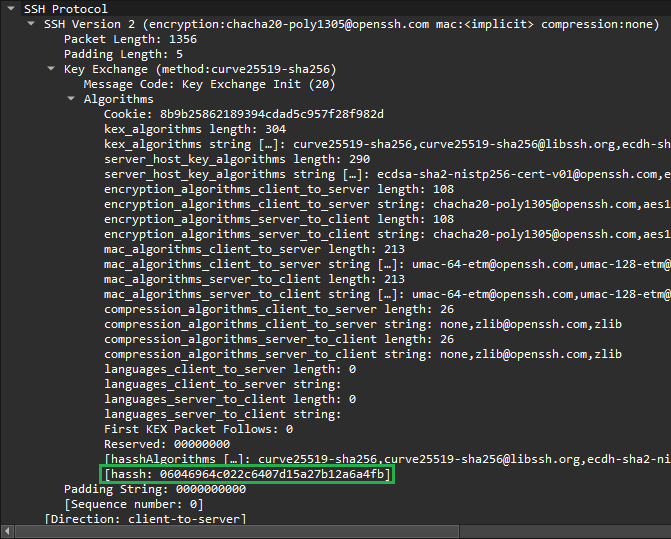 SSH Protocol
SSH Version 2 (encryption:chacha20-poly1305@openssh.com mac:<implicit> compression:none)
Packet Length: 1356
Padding Length: 5
Key Exchange (method:curve25519-sha256)
Message Code: Key Exchange Init (20)
Algorithms
Cookie: 8b9b25862189394cdad5c957f28f982d
kex_algorithms length: 304
kex_algorithms string […]: curve25519-sha256,curve25519-sha256@libssh.org,ecdh-sh
server_host_key_algorithms length: 290
server_host_key_algorithms string […]: ecdsa-sha2-nistp256-cert-v01@openssh.com,e
encryption_algorithms_client_to_server length: 108
encryption_algorithms_client_to_server string: chacha20-poly1305@openssh.com,aes1
encryption_algorithms_server_to_client length: 108
encryption_algorithms_server_to_client string: chacha20-poly1305@openssh.com,aes1
mac_algorithms_client_to_server length: 213
mac_algorithms_client_to_server string […]: umac-64-etm@openssh.com,umac-128-etm@
mac_algorithms_server_to_client length: 213
mac_algorithms_server_to_client string […]: umac-64-etm@openssh.com,umac-128-etm@
compression_algorithms_client_to_server length: 26
compression_algorithms_client_to_server string: none,zlib@openssh.com,zlib
compression_algorithms_server_to_client length: 26
compression_algorithms_server_to_client string: none,zlib@openssh.com,zlib
languages_client_to_server length: 0
languages_client_to_server string:
languages_server_to_client length: 0
languages_server_to_client string:
First KEX Packet Follows: 0
Reserved: 00000000
[hasshAlgorithms […]: curve25519-sha256,curve25519-sha256@libssh.org,ecdh-sha2-ni
[hassh: 06046964c022c6407d15a27b12a6a4fb]
Padding String: 0000000000
[Sequence number: 0]
[Direction: client-to-server]